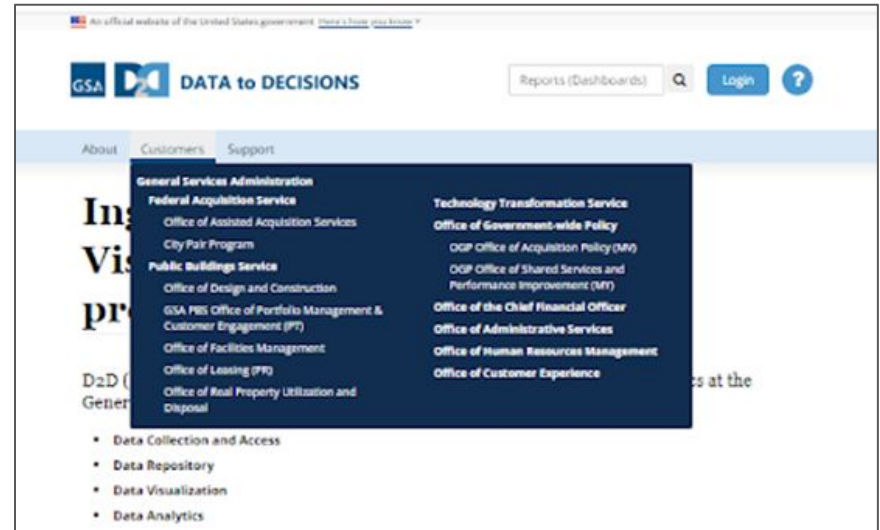 An official website of the United States government Here's how you know
GSA D2D DATA to DECISIONS
Reports (Dashboards)
Login
?
About Customers Support
General Services Administration
Federal Acquisition Service
Office of Assisted Acquisition Services
City Pair Program
Public Buildings Service
Office of Design and Construction
GSA PBS Office of Portfolio Management &
Customer Engagement (PT)
Office of Facilities Management
Office of Leasing (PR)
Office of Real Property Utilization and
Disposal
Technology Transformation Service
Office of Government-wide Policy
OGP Office of Acquisition Policy (MV)
OGP Office of Shared Services and
Performance Improvement (MY)
Office of the Chief Financial Officer
Office of Administrative Services
Office of Human Resources Management
Office of Customer Experience
D2D (
at the
Gener
• Data Collection and Access
• Data Repository
• Data Visualization
• Data Analytics